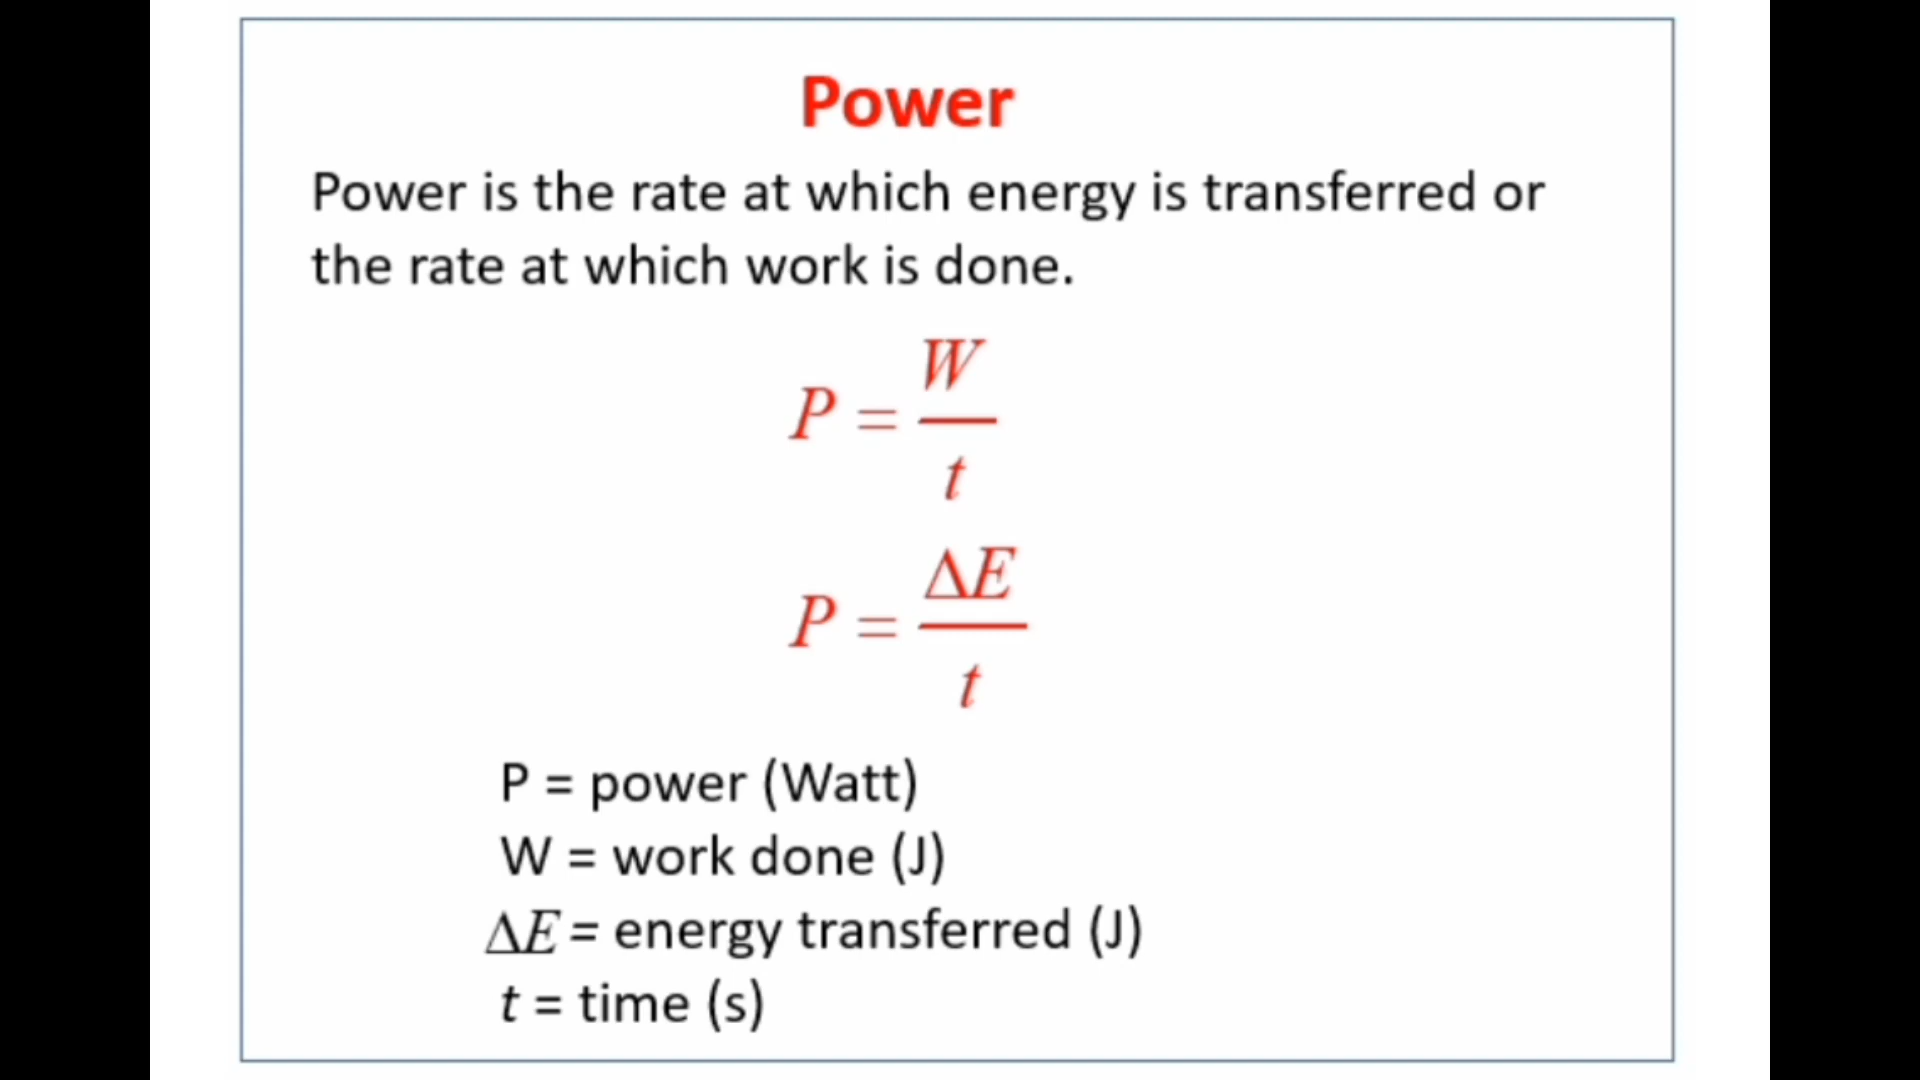 Power
Power is the rate at which energy is transferred or
the rate at which work is done.
P = W/t
P = ΔE/t
P = power (Watt)
W = work done (J)
ΔE = energy transferred (J)
t = time (s)